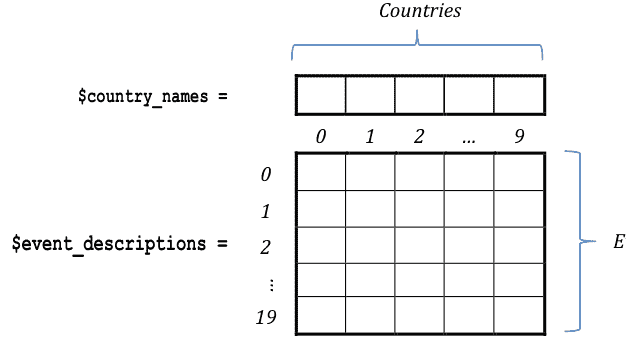 Countries
$country_names =
0 1 2 … 9
0
1
$event_descriptions = 2
E
⋮
19